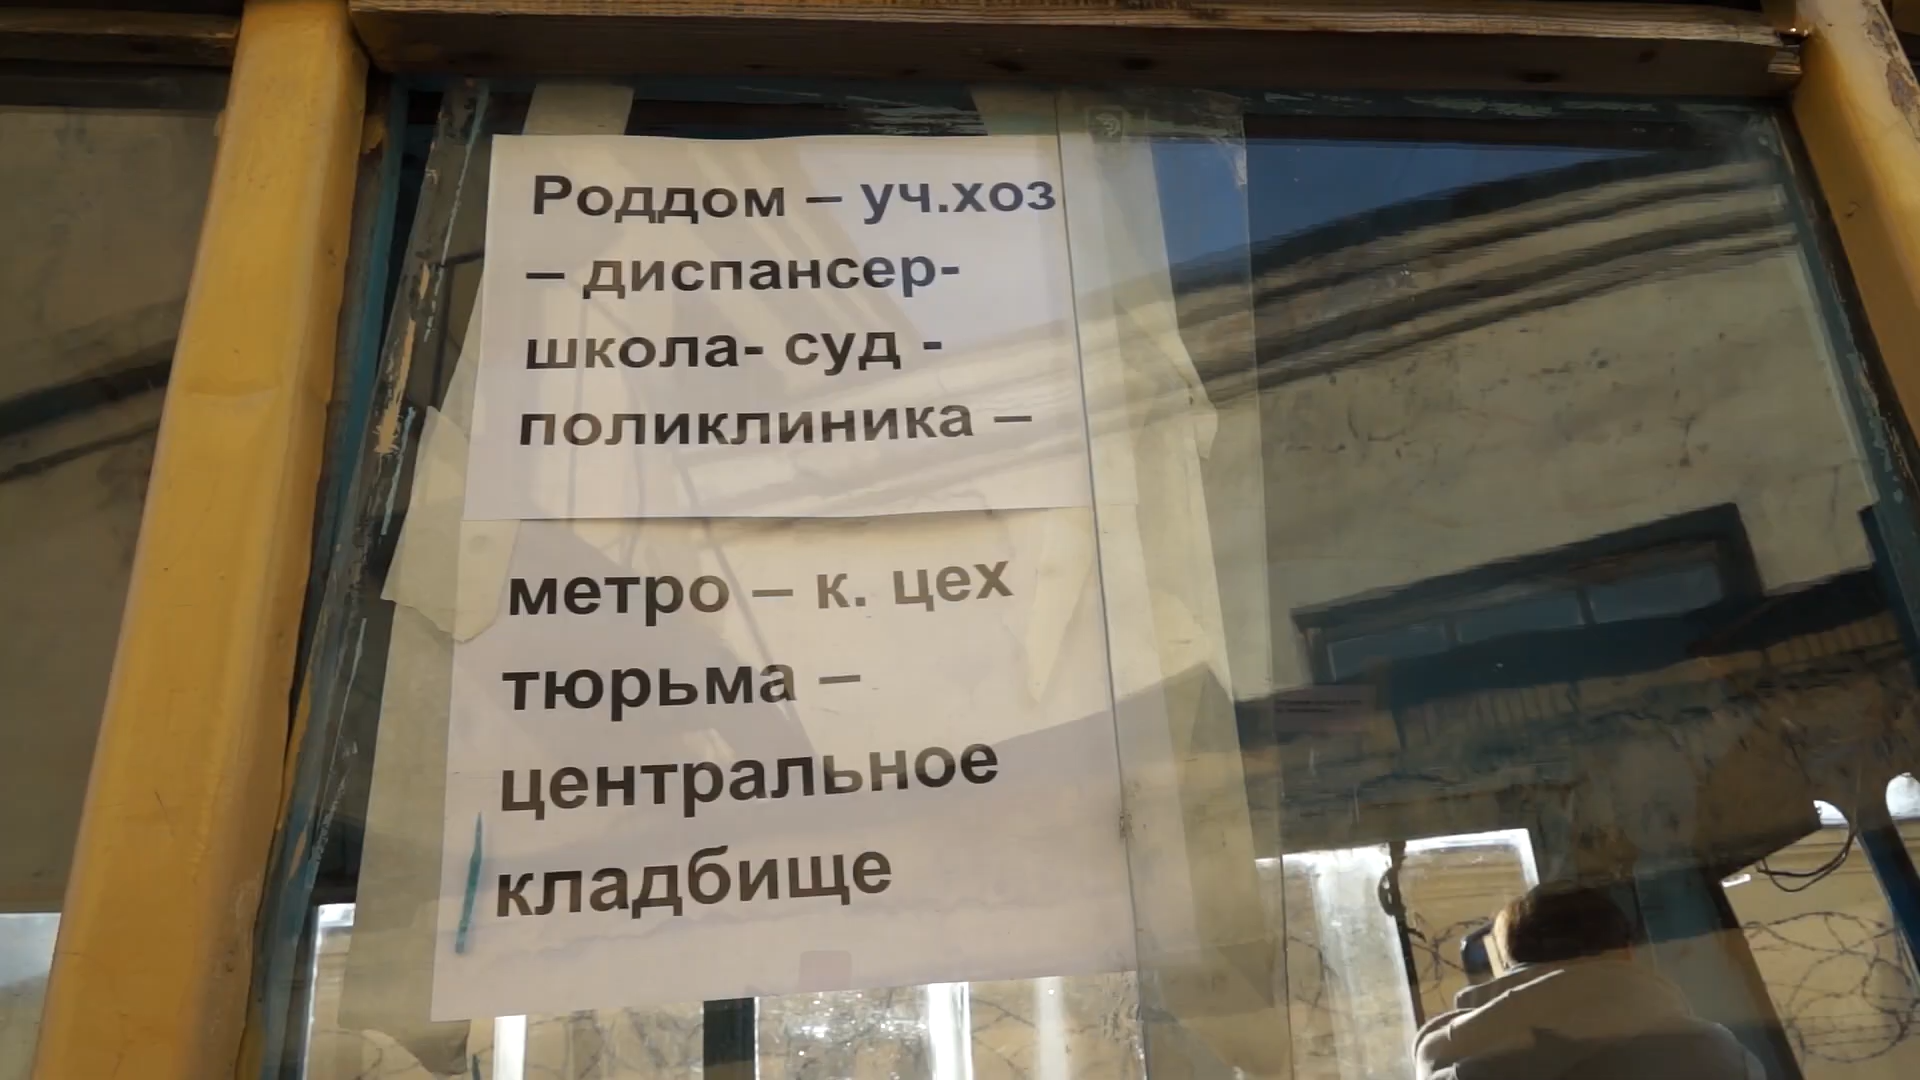 Роддом – уч.хоз
– диспансер-
школа- суд -
поликлиника –
метро – к. цех
тюрьма –
центральное
кладбище